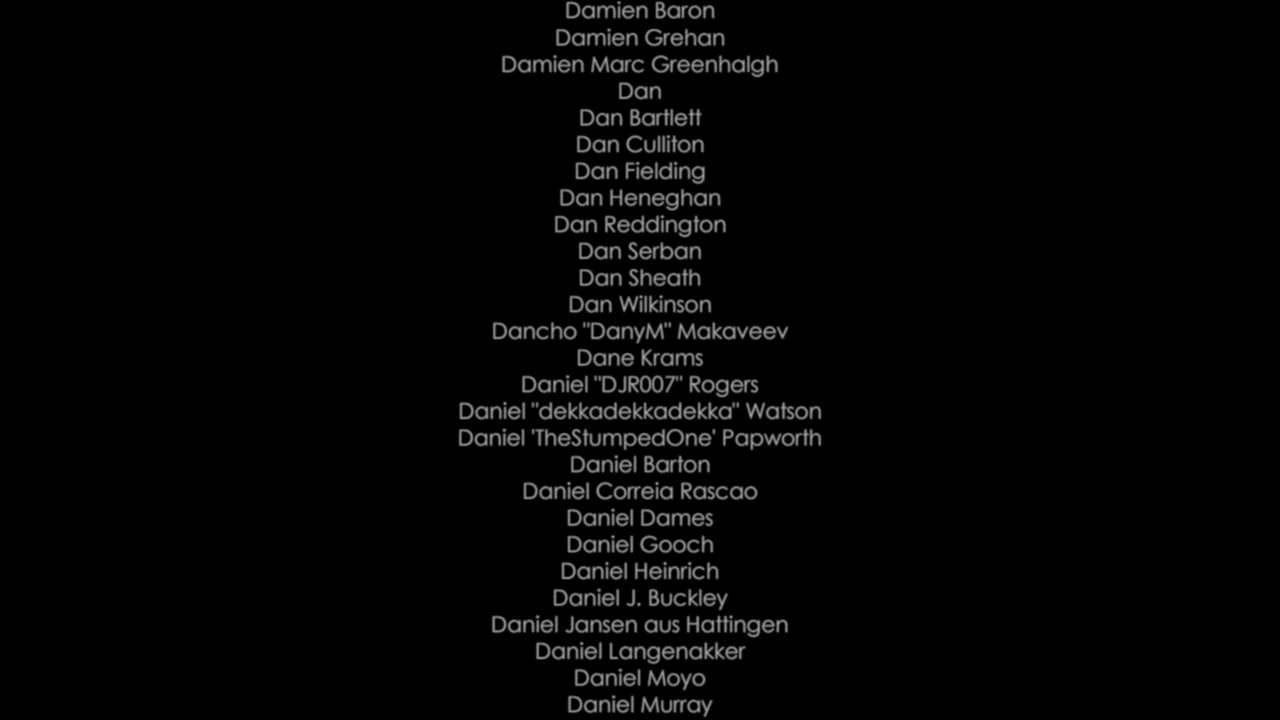 Damien Baron
Damien Grehan
Damien Marc Greenhalgh
Dan
Dan Bartlett
Dan Culliton
Dan Fielding
Dan Heneghan
Dan Reddington
Dan Serban
Dan Sheath
Dan Wilkinson
Dancho "DanyM" Makaveev
Dane Krams
Daniel "DJR007" Rogers
Daniel "dekkadekkadekka" Watson
Daniel 'TheStumpedOne' Papworth
Daniel Barton
Daniel Correia Rascao
Daniel Dames
Daniel Gooch
Daniel Heinrich
Daniel J. Buckley
Daniel Jansen aus Hattingen
Daniel Langenakker
Daniel Moyo
Daniel Murray